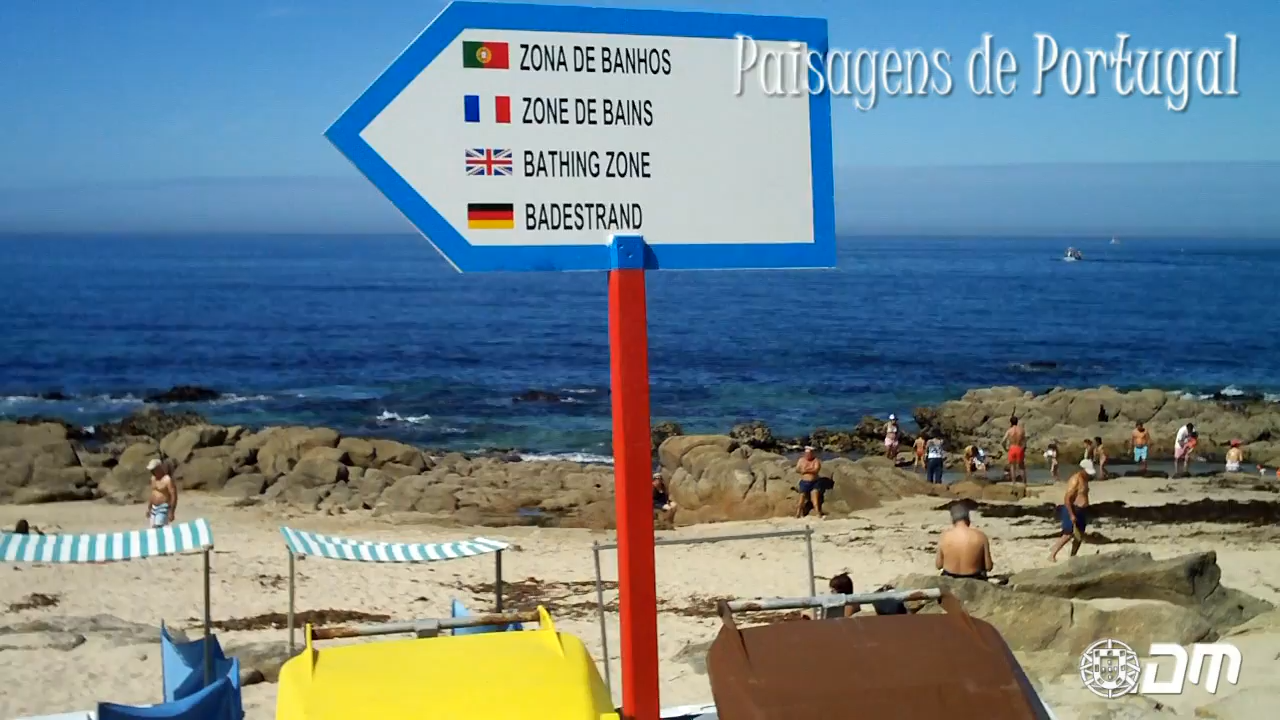 Paisagens de Portugal
ZONA DE BANHOS
ZONE DE BAINS
BATHING ZONE
BADESTRAND
DM